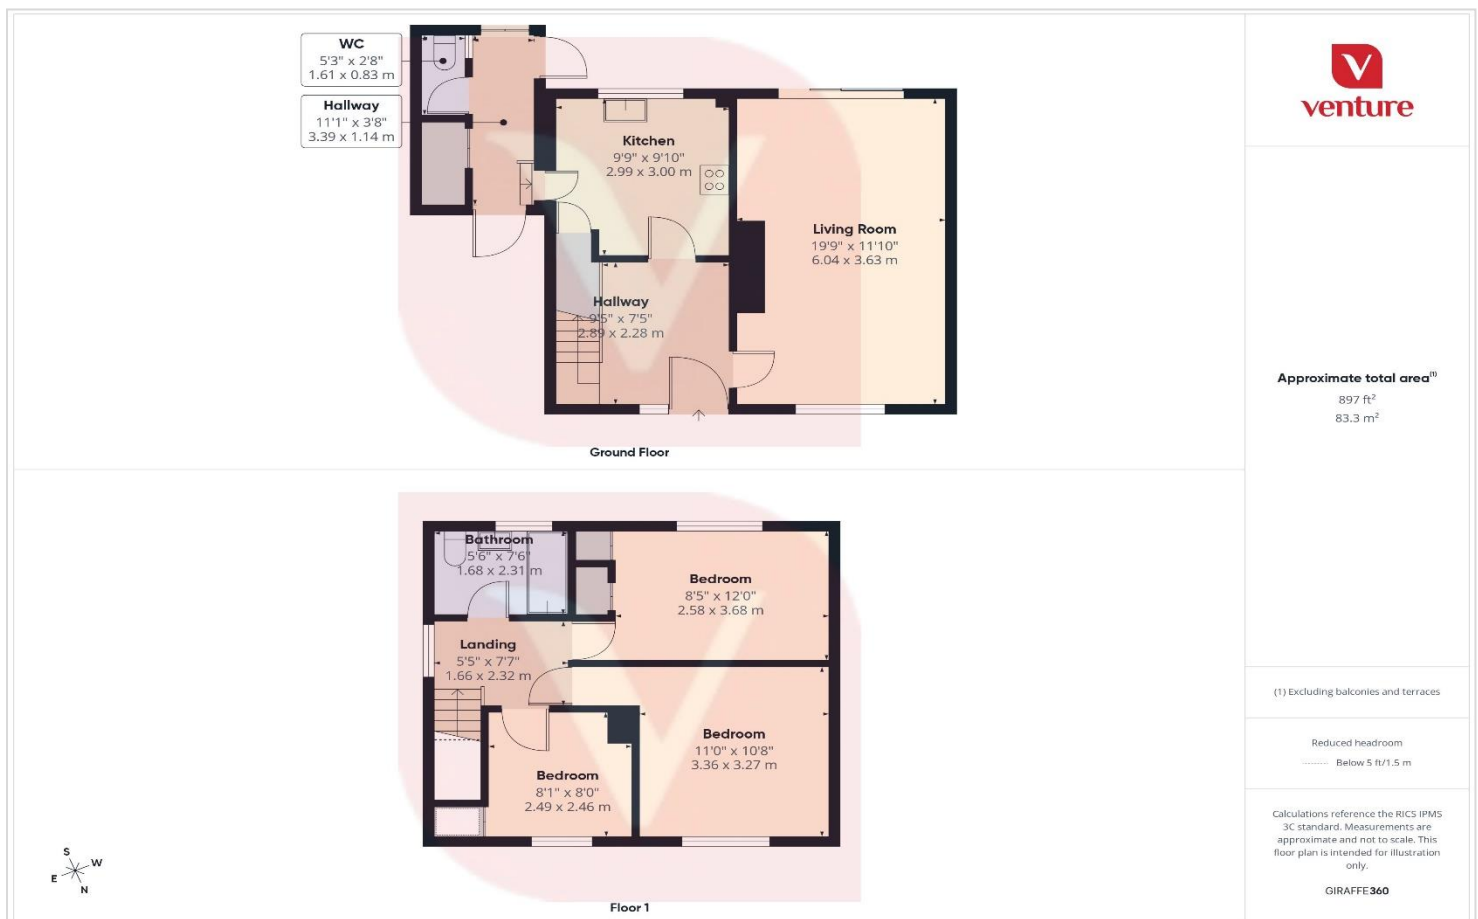 WC
5'3" x 2'8"
1.61 x 0.83 m
Hallway
11'1" x 3'8"
3.39 x 1.14 m
Kitchen
9'9" x 9'10"
2.99 x 3.00 m
Living Room
19'9" x 11'10"
6.04 x 3.63 m
Hallway
9'5" x 7'5"
2.89 x 2.28 m
Ground Floor
Bathroom
5'6" x 7'6"
1.68 x 2.31 m
Bedroom
8'5" x 12'0"
2.58 x 3.68 m
Landing
5'5" x 7'7"
1.66 x 2.32 m
Bedroom
11'0" x 10'8"
3.36 x 3.27 m
Bedroom
8'1" x 8'0"
2.49 x 2.46 m
Floor 1
S
W
E
N
venture
Approximate total area(1)
897 ft²
83.3 m²
(1) Excluding balconies and terraces
Reduced headroom
Below 5 ft/1.5 m
Calculations reference the RICS IPMS
3C standard. Measurements are
approximate and not to scale. This
floor plan is intended for illustration
only.
GIRAFFE360